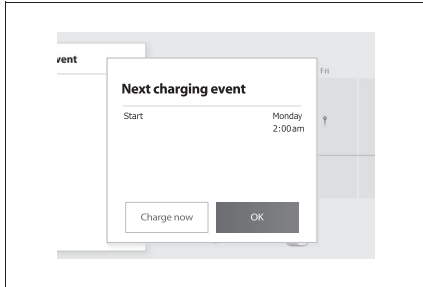 vent
Fri
Next charging event
Start Monday
2:00am
Charge now OK